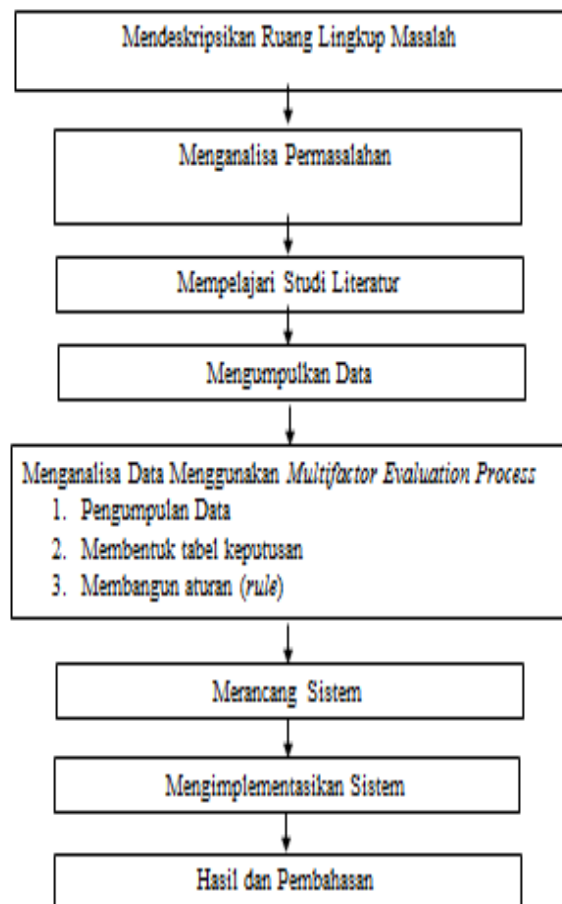 Mendeskripsikan Ruang Lingkup Masalah
Menganalisa Permasalahan
Mempelajari Studi Literatur
Mengumpulkan Data
Menganalisa Data Menggunakan Multifactor Evaluation Process
1. Pengumpulan Data
2. Membentuk tabel keputusan
3. Membangun aturan (rule)
Merancang Sistem
Mengimplementasikan Sistem
Hasil dan Pembahasan